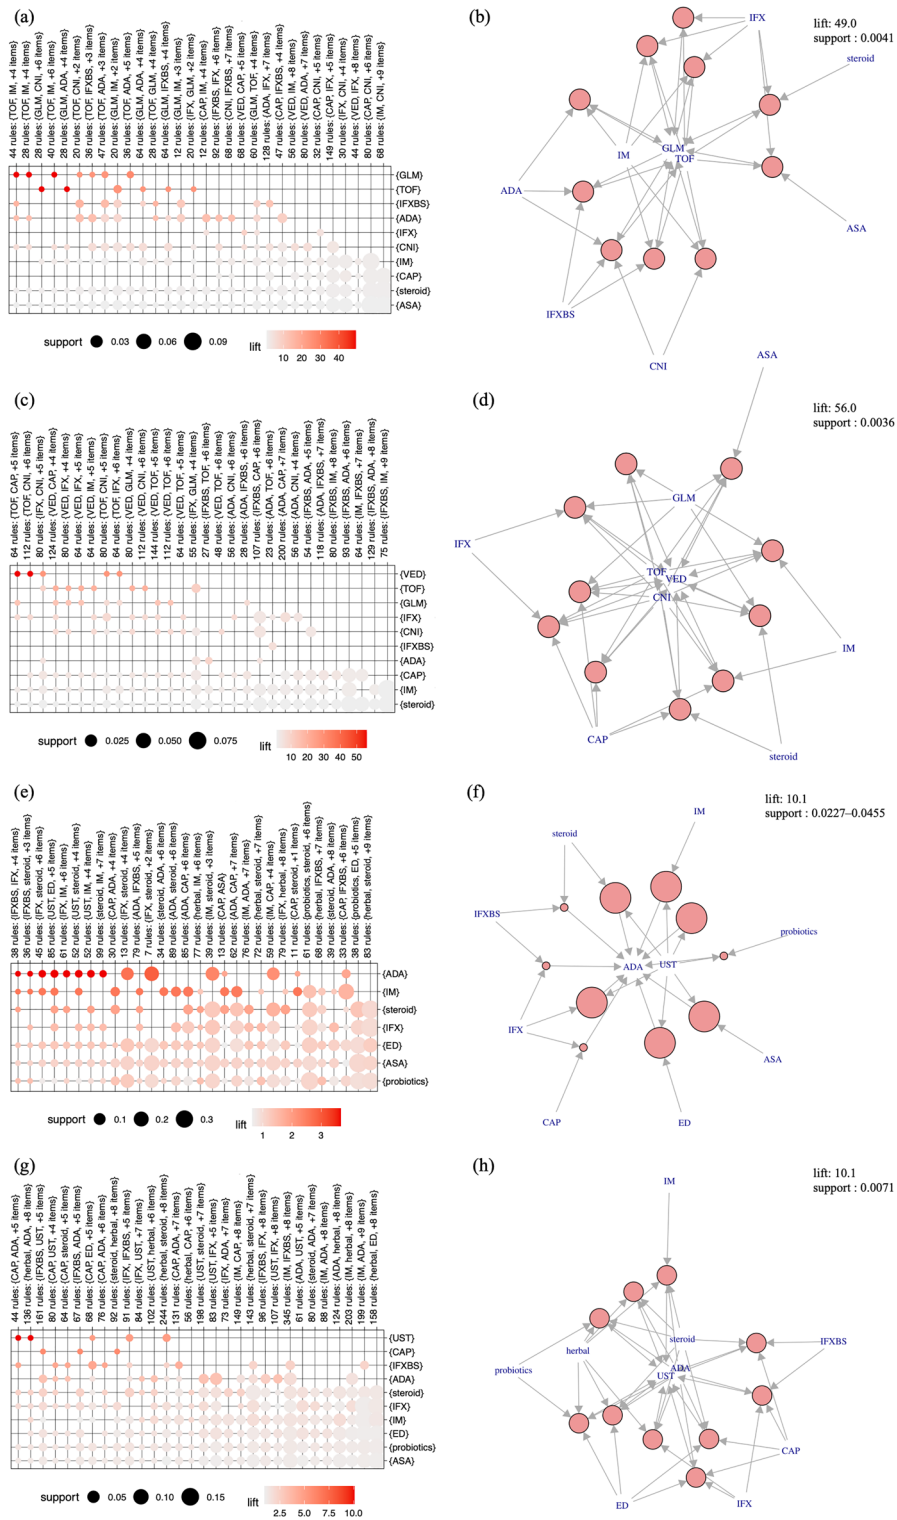 (a)
44 rules: {TOF, IM, +4 items}
28 rules: {TOF, IM, +4 items}
28 rules: {GLM, CNI, +6 items}
40 rules: {TOF, IM, +6 items}
28 rules: {GLM, ADA, +4 items}
20 rules: {TOF, CNI, +2 items}
36 rules: {TOF, IFXBS, +3 items}
47 rules: {TOF, ADA, +3 items}
20 rules: {GLM, IM, +2 items}
36 rules: {TOF, ADA, +5 items}
64 rules: {GLM, ADA, +4 items}
28 rules: {TOF, GLM, +4 items}
64 rules: {GLM, IFXBS, +4 items}
12 rules: {GLM, IM, +3 items}
20 rules: {IFX, GLM, +2 items}
12 rules: {CAP, IM, +4 items}
92 rules: {IFXBS, IFX, +6 items}
68 rules: {CNI, IFXBS, +7 items}
68 rules: {VED, CAP, +5 items}
60 rules: {GLM, TOF, +4 items}
128 rules: {ADA, IFX, +7 items}
47 rules: {CAP, IFXBS, +4 items}
56 rules: {VED, IM, +8 items}
80 rules: {VED, ADA, +7 items}
32 rules: {CAP, CNI, +5 items}
149 rules: {CAP, IFX, +5 items}
30 rules: {IFX, CNI, +4 items}
44 rules: {VED, IFX, +8 items}
80 rules: {CAP, CNI, +6 items}
68 rules: {IM, CNI, +9 items}
{GLM}
{TOF}
{IFXBS}
{ADA}
{IFX}
{CNI}
{IM}
{CAP}
{steroid}
{ASA}
support 0.03 0.06 0.09
lift 10 20 30 40
(b)
lift: 49.0
support : 0.0041
IFX
steroid
GLM
IM
TOF
ADA
ASA
IFXBS
CNI
(c)
64 rules: {TOF, CAP, +5 items}
112 rules: {TOF, CNI, +6 items}
80 rules: {IFX, CNI, +5 items}
124 rules: {VED, CAP, +4 items}
80 rules: {VED, IFX, +4 items}
64 rules: {VED, IFX, +5 items}
64 rules: {VED, IM, +5 items}
80 rules: {TOF, CNI, +5 items}
64 rules: {TOF, IFX, +6 items}
80 rules: {VED, GLM, +4 items}
112 rules: {VED, CNI, +6 items}
144 rules: {VED, TOF, +5 items}
112 rules: {VED, TOF, +6 items}
64 rules: {VED, TOF, +5 items}
55 rules: {IFX, GLM, +4 items}
27 rules: {IFXBS, TOF, +6 items}
48 rules: {VED, TOF, +6 items}
56 rules: {ADA, CNI, +6 items}
28 rules: {ADA, IFXBS, +6 items}
107 rules: {IFXBS, CAP, +6 items}
23 rules: {ADA, TOF, +6 items}
200 rules: {ADA, CAP, +7 items}
56 rules: {ADA, CNI, +4 items}
54 rules: {IFXBS, ADA, +5 items}
118 rules: {ADA, IFXBS, +7 items}
80 rules: {IFXBS, IM, +8 items}
93 rules: {IFXBS, ADA, +6 items}
64 rules: {IM, IFXBS, +7 items}
129 rules: {IFXBS, ADA, +8 items}
75 rules: {IFXBS, IM, +9 items}
{VED}
{TOF}
{GLM}
{IFX}
{CNI}
{IFXBS}
{ADA}
{CAP}
{IM}
{steroid}
support 0.025 0.050 0.075
lift 10 20 30 40 50
(d)
ASA
lift: 56.0
support : 0.0036
GLM
IFX
TOF
VED
CNI
IM
CAP
steroid
(e)
38 rules: {IFXBS, IFX, +4 items}
36 rules: {IFXBS, steroid, +3 items}
45 rules: {IFX, steroid, +6 items}
85 rules: {UST, ED, +5 items}
61 rules: {IFX, IM, +6 items}
52 rules: {UST, steroid, +4 items}
52 rules: {UST, IM, +4 items}
99 rules: {steroid, IM, +7 items}
30 rules: {CAP, ADA, +4 items}
13 rules: {IFX, steroid, +4 items}
79 rules: {ADA, IFXBS, +5 items}
7 rules: {IFX, steroid, +2 items}
34 rules: {steroid, ADA, +6 items}
89 rules: {ADA, steroid, +6 items}
85 rules: {ADA, CAP, +6 items}
77 rules: {herbal, IM, +6 items}
39 rules: {IM, steroid, +3 items}
13 rules: {CAP, ASA}
62 rules: {ADA, CAP, +7 items}
76 rules: {IM, ADA, +7 items}
72 rules: {herbal, steroid, +7 items}
59 rules: {IM, CAP, +4 items}
79 rules: {IFX, herbal, +8 items}
11 rules: {CAP, steroid, +1 items}
61 rules: {probiotics, steroid, +6 items}
68 rules: {herbal, IFXBS, +7 items}
39 rules: {steroid, ADA, +8 items}
33 rules: {CAP, IFXBS, +6 items}
38 rules: {probiotics, ED, +5 items}
83 rules: {herbal, steroid, +9 items}
{ADA}
{IM}
{steroid}
{IFX}
{ED}
{ASA}
{probiotics}
support 0.1 0.2 0.3
lift 1 2 3
(f)
lift: 10.1
support : 0.0227–0.0455
IM
steroid
IFXBS
probiotics
ADA
UST
IFX
ASA
CAP
ED
(g)
44 rules: {CAP, ADA, +5 items}
136 rules: {herbal, ADA, +8 items}
161 rules: {IFXBS, UST, +5 items}
80 rules: {CAP, UST, +4 items}
64 rules: {CAP, steroid, +5 items}
67 rules: {IFXBS, ADA, +2 items}
68 rules: {CAP, ED, +5 items}
76 rules: {CAP, ADA, +6 items}
92 rules: {steroid, herbal, +8 items}
91 rules: {IFX, IFXBS, +5 items}
84 rules: {IFX, UST, +7 items}
102 rules: {UST, herbal, +6 items}
244 rules: {herbal, steroid, +8 items}
131 rules: {CAP, ADA, +7 items}
56 rules: {herbal, CAP, +6 items}
198 rules: {UST, steroid, +7 items}
83 rules: {UST, IFX, +5 items}
73 rules: {IFX, ADA, +7 items}
149 rules: {IM, CAP, +8 items}
143 rules: {herbal, steroid, +7 items}
96 rules: {IFXBS, IFX, +8 items}
107 rules: {UST, IFX, +8 items}
345 rules: {IM, IFXBS, +8 items}
61 rules: {ADA, UST, +5 items}
80 rules: {steroid, ADA, +7 items}
88 rules: {IM, ADA, +8 items}
124 rules: {ADA, herbal, +8 items}
203 rules: {IM, herbal, +8 items}
199 rules: {IM, ADA, +9 items}
158 rules: {herbal, ED, +8 items}
{UST}
{CAP}
{IFXBS}
{ADA}
{steroid}
{IFX}
{IM}
{ED}
{probiotics}
{ASA}
support 0.05 0.10 0.15
lift 2.5 5.0 7.5 10.0
(h)
lift: 10.1
support : 0.0071
IM
steroid
IFXBS
herbal
probiotics
ADA
UST
CAP
ED
IFX